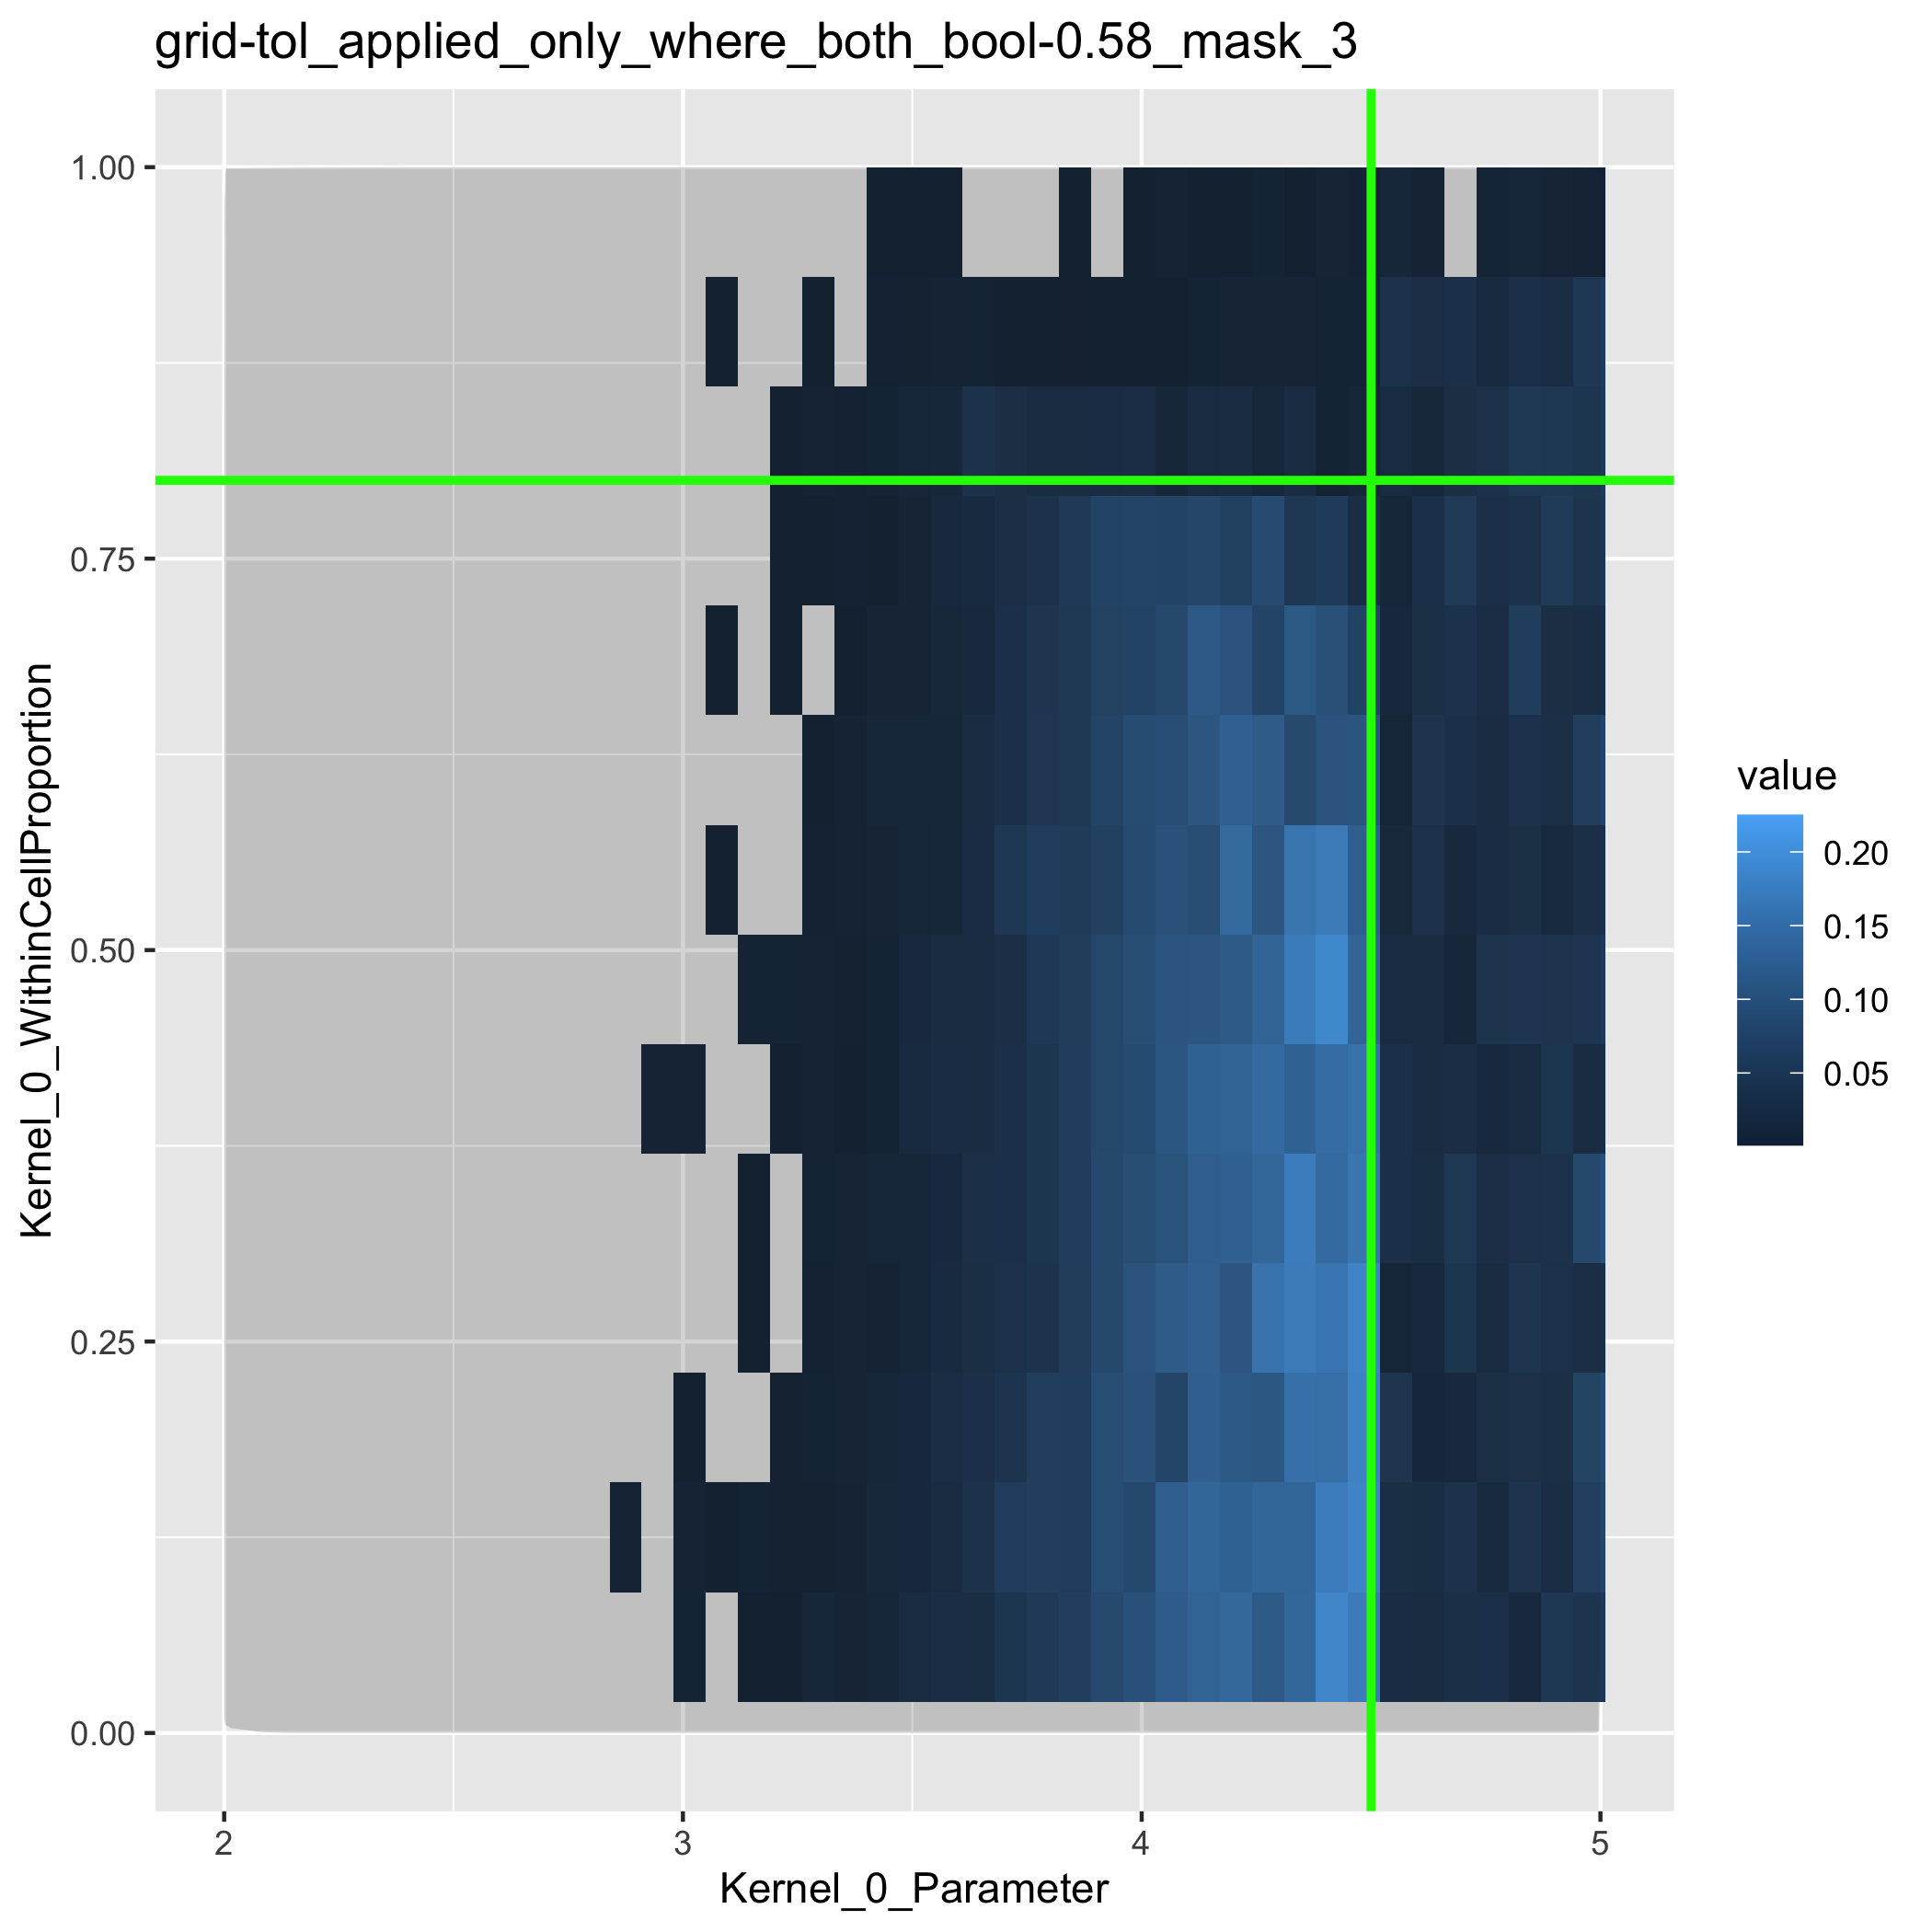 grid-tol_applied_only_where_both_bool-0.58_mask_3
1.00
0.75
0.50
0.25
0.00
Kernel_0_WithinCellProportion
2 3 4 5
Kernel_0_Parameter
value
0.20
0.15
0.10
0.05